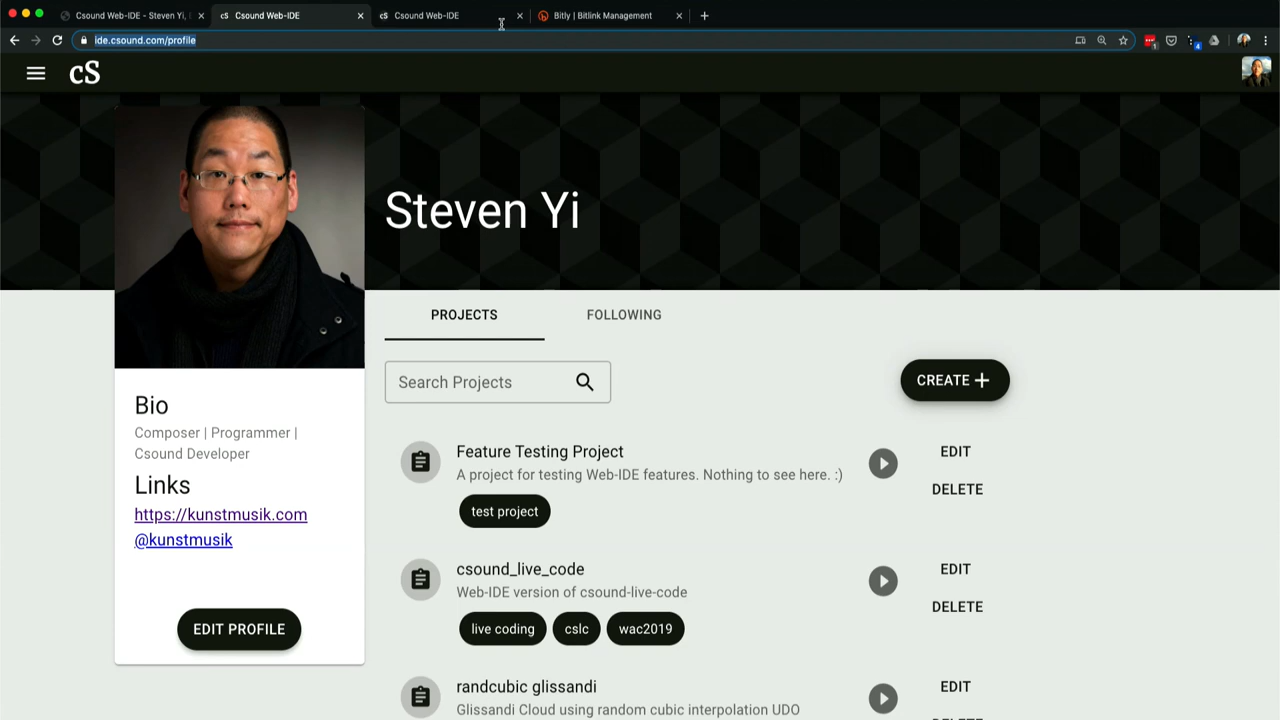 Csound Web-IDE - Steven Yi,
Csound Web-IDE
Csound Web-IDE
Bitly | Bitlink Management
ide.csound.com/profile
1
4
cS
Steven Yi
PROJECTS
FOLLOWING
Search Projects
CREATE
Bio
Composer | Programmer |
Csound Developer
Links
https://kunstmusik.com
@kunstmusik
EDIT PROFILE
Feature Testing Project
A project for testing Web-IDE features. Nothing to see here. :)
test project
EDIT
DELETE
csound_live_code
Web-IDE version of csound-live-code
live coding
cslc
wac2019
EDIT
DELETE
randcubic glissandi
Glissandi Cloud using random cubic interpolation UDO
EDIT
DELETE